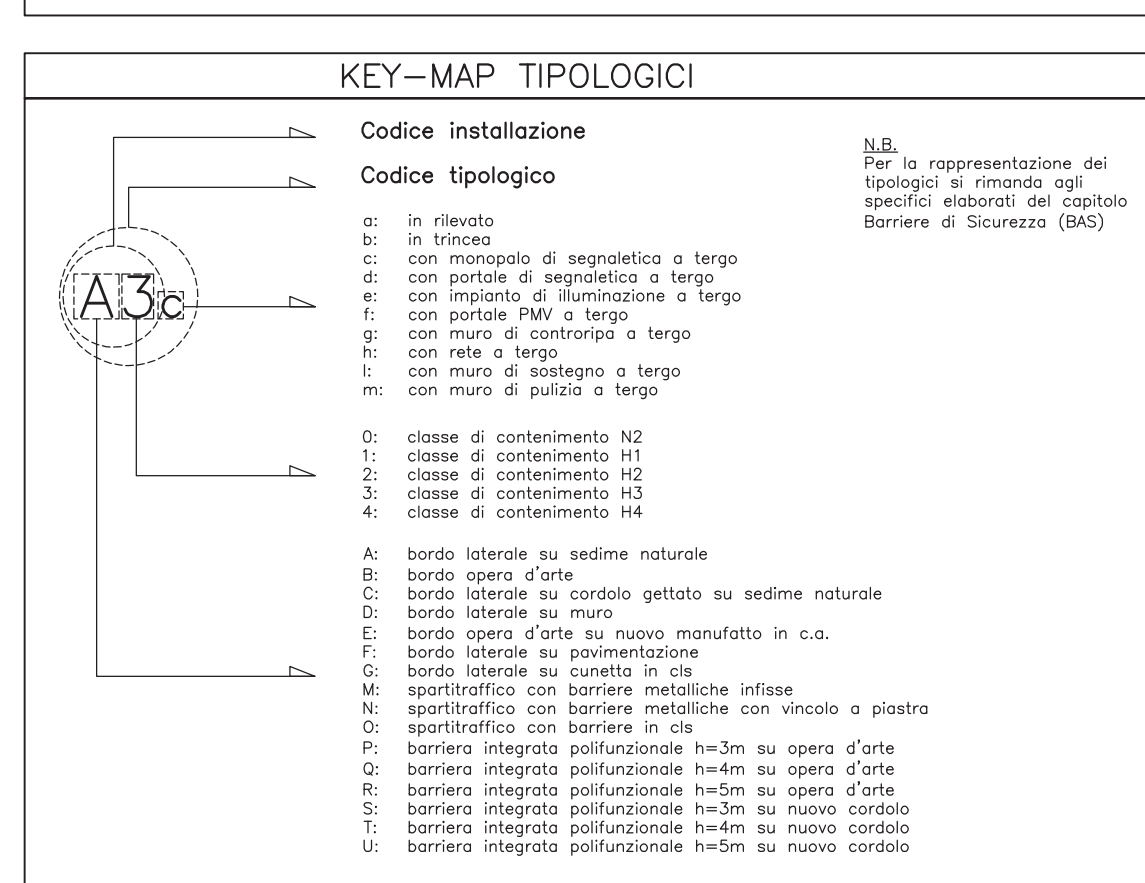 KEY-MAP TIPOLOGICI
Codice installazione
Codice tipologico
N.B.
Per la rappresentazione dei
tipologici si rimanda agli
specifici elaborati del capitolo
Barriere di Sicurezza (BAS)
A3c
a: in rilevato
b: in trincea
c: con monopalo di segnaletica a tergo
d: con portale di segnaletica a tergo
e: con impianto di illuminazione a tergo
f: con portale PMV a tergo
g: con muro di controripa a tergo
h: con rete a tergo
l: con muro di sostegno a tergo
m: con muro di pulizia a tergo
0: classe di contenimento N2
1: classe di contenimento H1
2: classe di contenimento H2
3: classe di contenimento H3
4: classe di contenimento H4
A: bordo laterale su sedime naturale
B: bordo opera d'arte
C: bordo laterale su cordolo gettato su sedime naturale
D: bordo laterale su muro
E: bordo opera d'arte su nuovo manufatto in c.a.
F: bordo laterale su pavimentazione
G: bordo laterale su cunetta in cls
M: spartitraffico con barriere metalliche infisse
N: spartitraffico con barriere metalliche con vincolo a piastra
O: spartitraffico con barriere in cls
P: barriera integrata polifunzionale h=3m su opera d'arte
Q: barriera integrata polifunzionale h=4m su opera d'arte
R: barriera integrata polifunzionale h=5m su opera d'arte
S: barriera integrata polifunzionale h=3m su nuovo cordolo
T: barriera integrata polifunzionale h=4m su nuovo cordolo
U: barriera integrata polifunzionale h=5m su nuovo cordolo